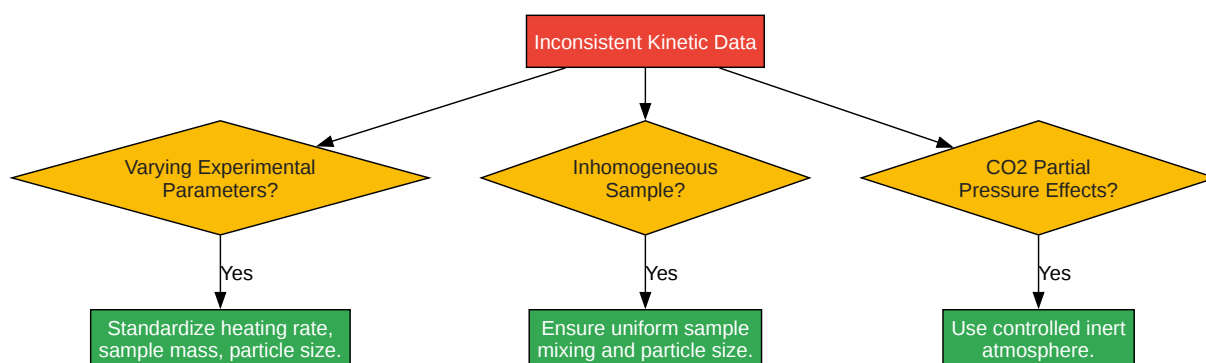 Inconsistent Kinetic Data
Varying Experimental
Parameters?
Inhomogeneous
Sample?
CO2 Partial
Pressure Effects?
Yes
Yes
Yes
Standardize heating rate,
sample mass, particle size.
Ensure uniform sample
mixing and particle size.
Use controlled inert
atmosphere.